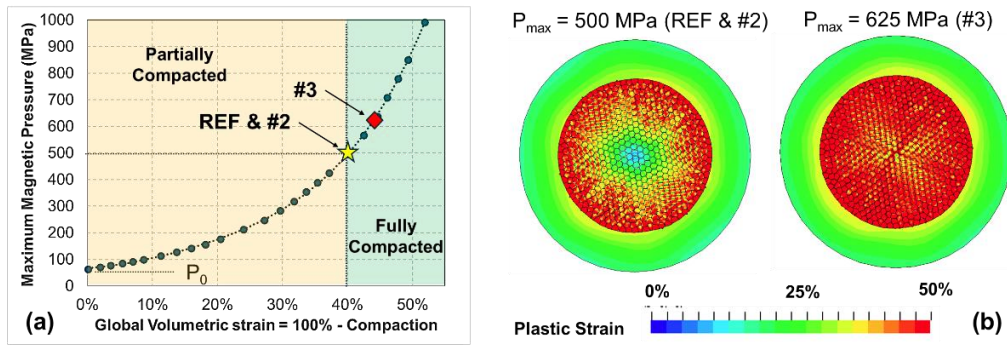 1000
900
800
700
600
500
400
300
200
100
0
Maximum Magnetic Pressure (MPa)
Partially
Compacted
#3
REF & #2
Fully
Compacted
P0
0%
10%
20%
30%
40%
50%
(a)
Global Volumetric strain = 100% - Compaction
Pmax = 500 MPa (REF & #2)
Pmax = 625 MPa (#3)
0%
25%
50%
Plastic Strain
(b)